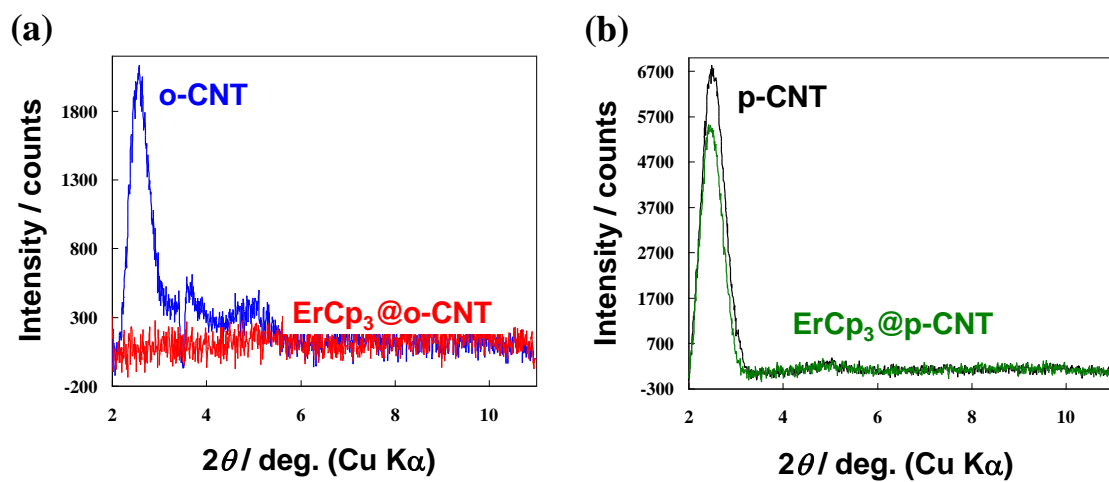 (a)
Intensity / counts
1800
1300
800
300
-200
o-CNT
ErCp₃@o-CNT
2 4 6 8 10
2θ / deg. (Cu Kα)
(b)
Intensity / counts
6700
5700
4700
3700
2700
1700
700
-300
p-CNT
ErCp₃@p-CNT
2 4 6 8 10
2θ / deg. (Cu Kα)